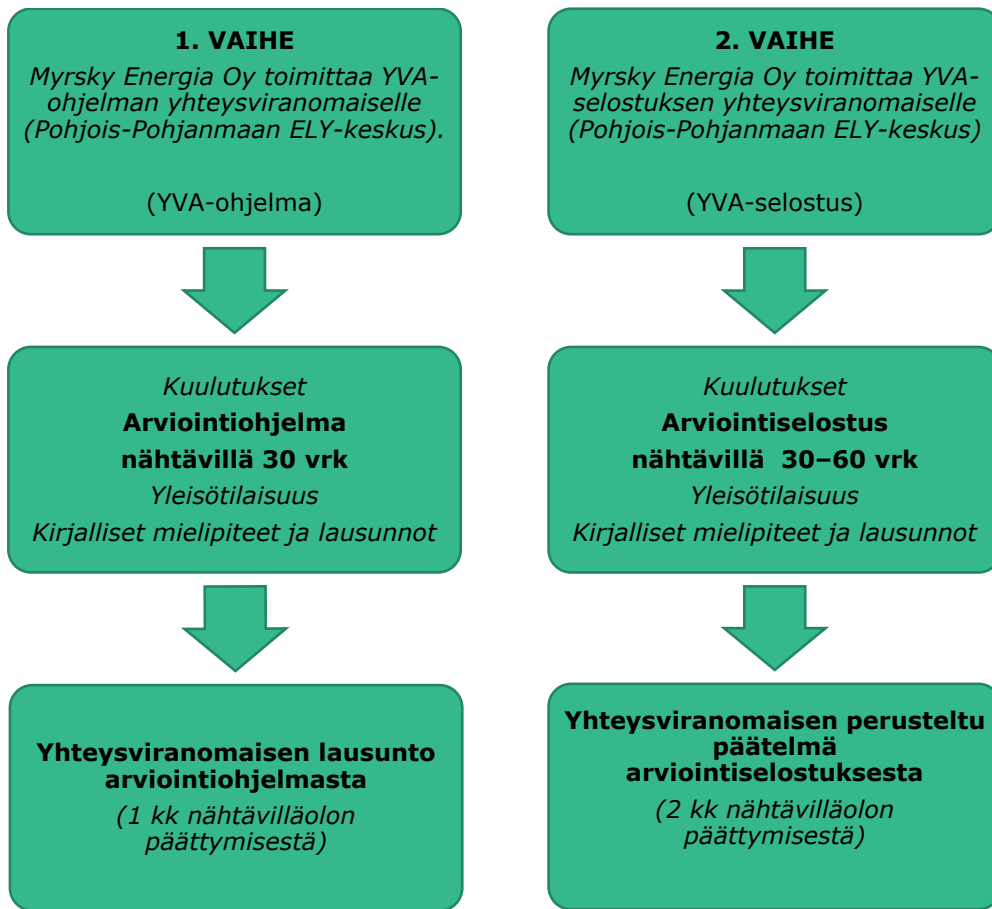 1. VAIHE
Myrsky Energia Oy toimittaa YVA-
ohjelman yhteysviranomaiselle
(Pohjois-Pohjanmaan ELY-keskus).
(YVA-ohjelma)
Kuulutukset
Arviointiohjelma
nähtävillä 30 vrk
Yleisötilaisuus
Kirjalliset mielipiteet ja lausunnot
Yhteysviranomaisen lausunto
arviointiohjelmasta
(1 kk nähtävilläolon
päättymisestä)
2. VAIHE
Myrsky Energia Oy toimittaa YVA-
selostuksen yhteysviranomaiselle
(Pohjois-Pohjanmaan ELY-keskus)
(YVA-selostus)
Kuulutukset
Arviointiselostus
nähtävillä 30–60 vrk
Yleisötilaisuus
Kirjalliset mielipiteet ja lausunnot
Yhteysviranomaisen perusteltu
päätelmä
arviointiselostuksesta
(2 kk nähtävilläolon
päättymisestä)